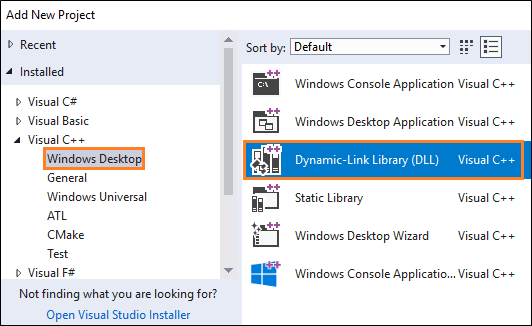 Add New Project
Recent
Installed
Visual C#
Visual Basic
Visual C++
Windows Desktop
General
Windows Universal
ATL
CMake
Test
Visual F#
Not finding what you are looking for?
Open Visual Studio Installer
Sort by: Default
Windows Console Application Visual C++
Windows Desktop Application Visual C++
Dynamic-Link Library (DLL) Visual C++
Static Library Visual C++
Windows Desktop Wizard Visual C++
Windows Console Applicatio... Visual C++